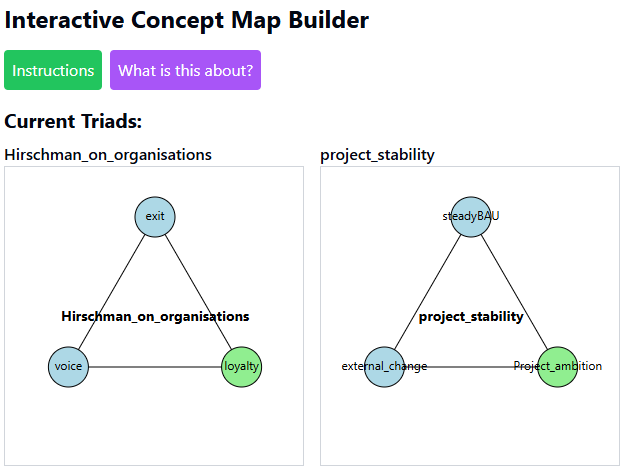 Interactive Concept Map Builder
Instructions
What is this about?
Current Triads:
Hirschman_on_organisations
exit
Hirschman_on_organisations
voice
loyalty
project_stability
steadyBAU
project_stability
external_change
Project_ambition